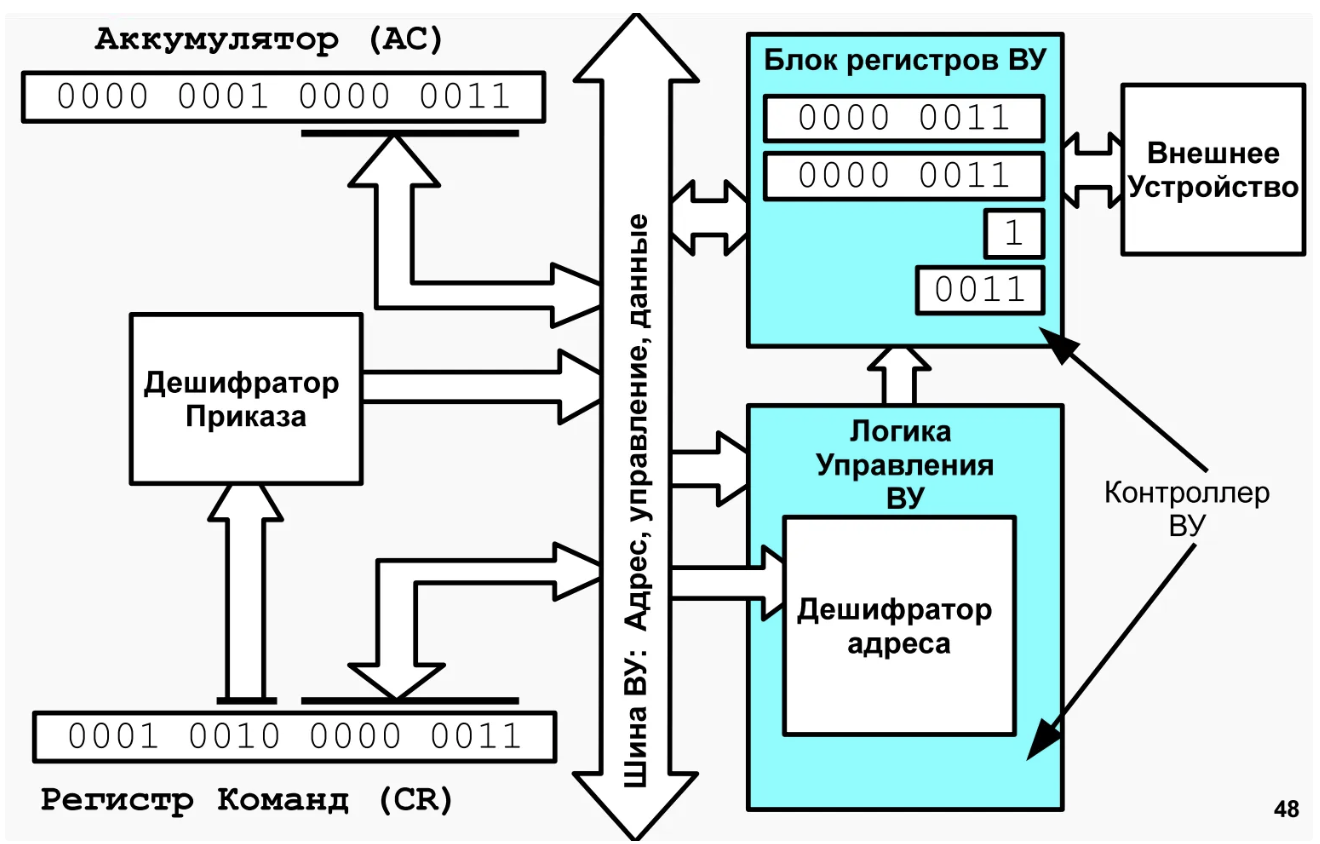 Аккумулятор (AC)
0000 0001 0000 0011
Блок регистров ВУ
0000 0011
0000 0011
1
0011
Внешнее
Устройство
Шина ВУ: Адрес, управление, данные
Дешифратор
Приказа
Логика
Управления
ВУ
Дешифратор
адреса
Контроллер
ВУ
0001 0010 0000 0011
Регистр Команд (CR)
48